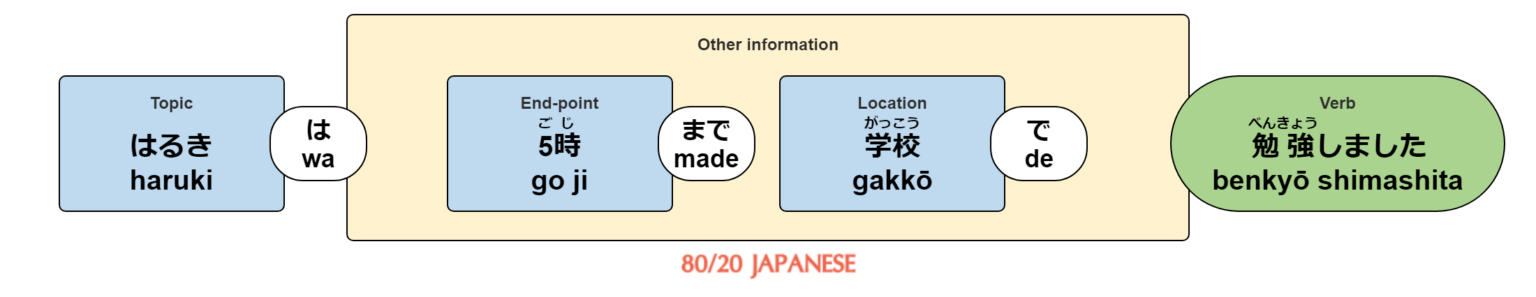 Other information
Topic
はるき
haruki
は
wa
End-point
ご じ
5時
go ji
まで
made
Location
がっこう
学校
gakkō
で
de
Verb
べんきょう
勉強しました
benkyō shimashita
80/20 JAPANESE